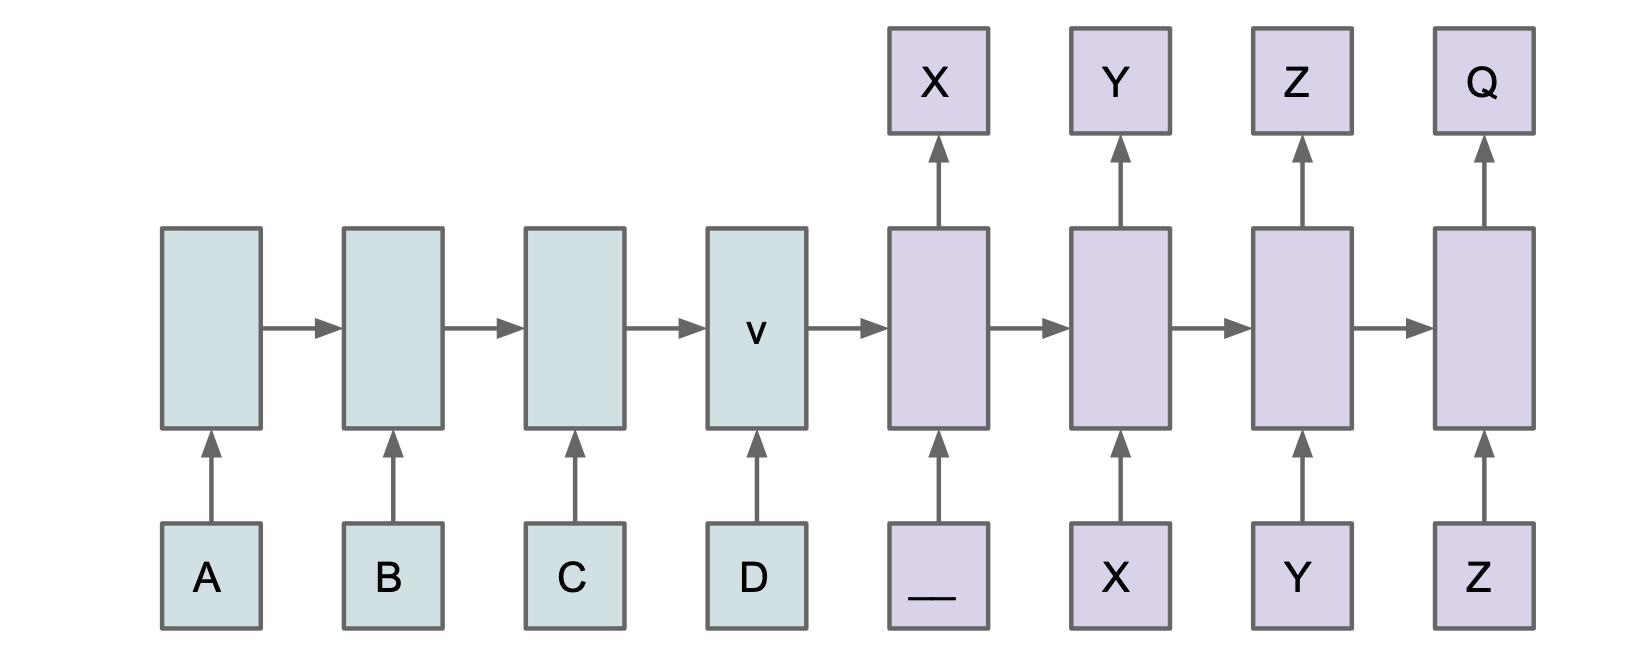 X Y Z Q
v
A B C D __ X Y Z